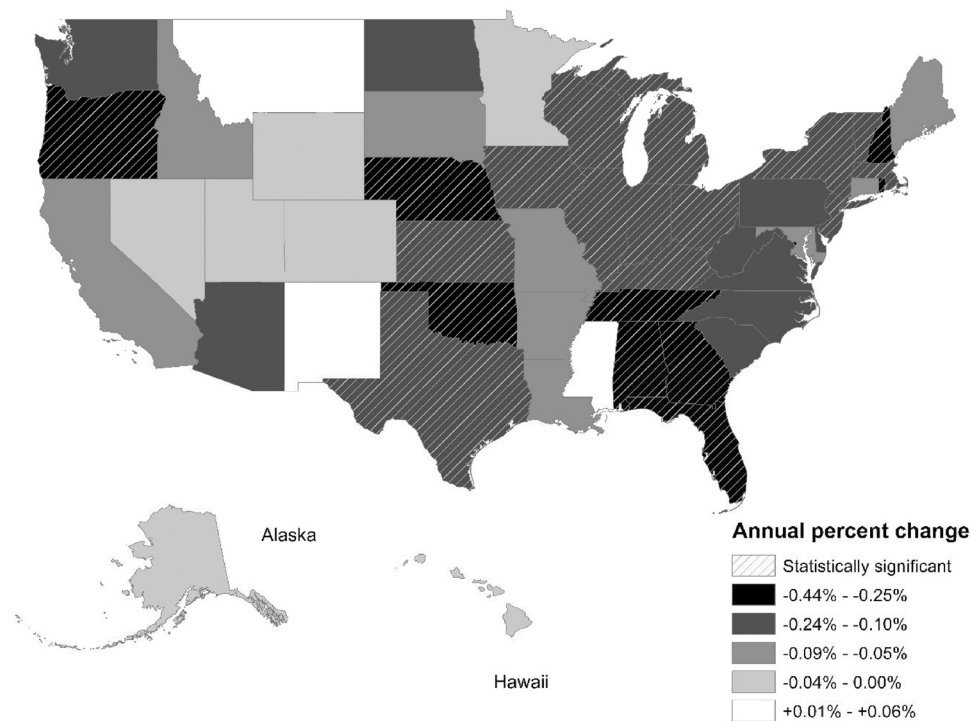 Alaska
Hawaii
Annual percent change
Statistically significant
-0.44% - -0.25%
-0.24% - -0.10%
-0.09% - -0.05%
-0.04% - 0.00%
+0.01% - +0.06%